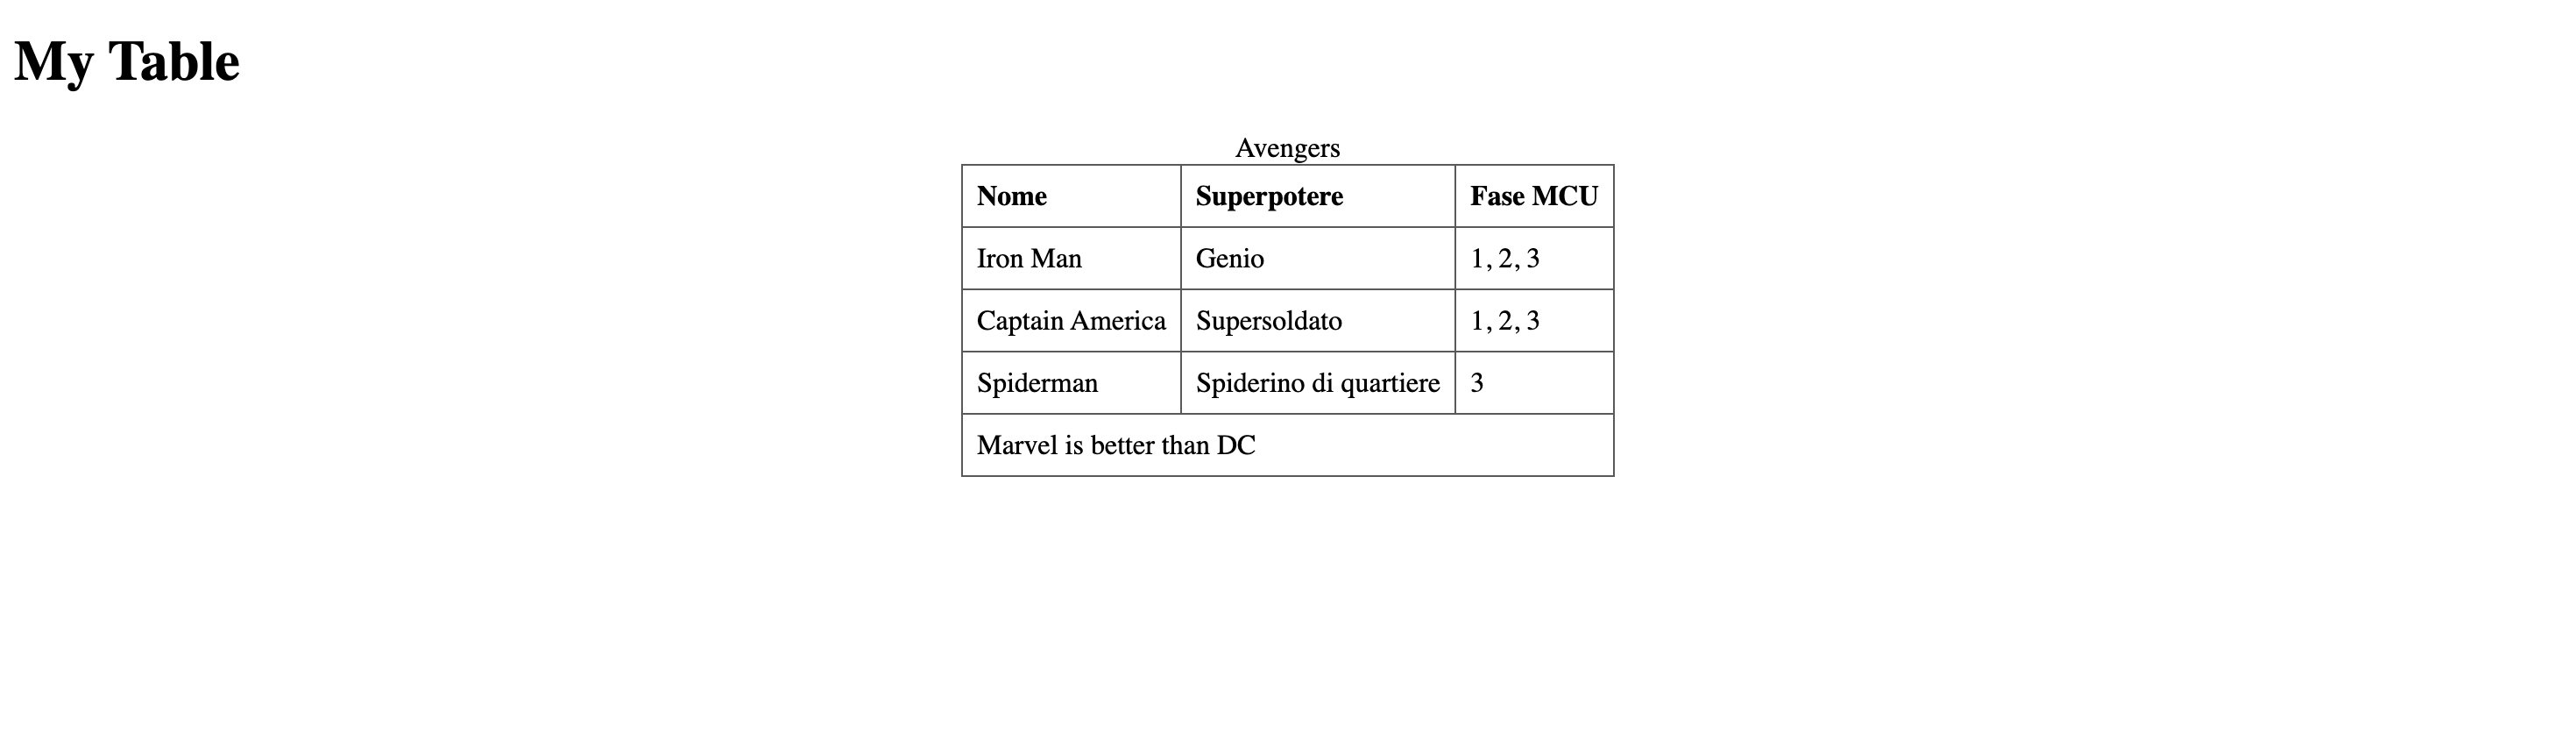 My Table
Avengers
Nome Superpotere Fase MCU
Iron Man Genio 1, 2, 3
Captain America Supersoldato 1, 2, 3
Spiderman Spiderino di quartiere 3
Marvel is better than DC